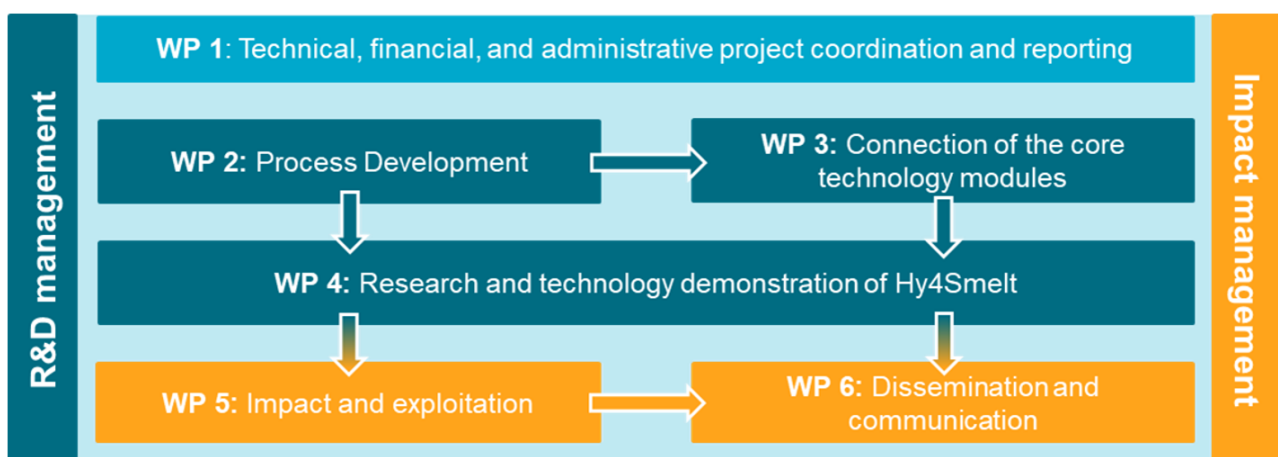 R&D management
WP 1: Technical, financial, and administrative project coordination and reporting
WP 2: Process Development
WP 3: Connection of the core
technology modules
WP 4: Research and technology demonstration of Hy4Smelt
WP 5: Impact and exploitation
WP 6: Dissemination and
communication
Impact management